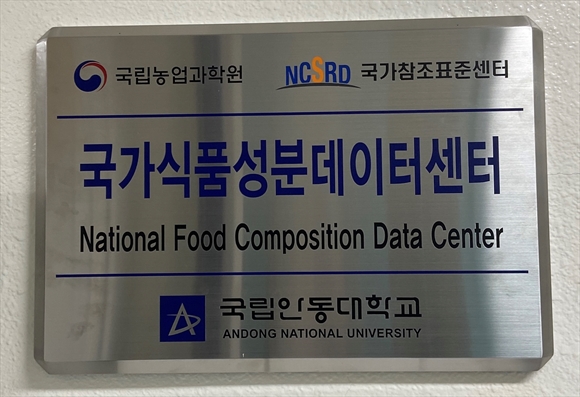 국립농업과학원 NCSRD 국가참조표준센터
국가식품성분데이터센터
National Food Composition Data Center
국립안동대학교
ANDONG NATIONAL UNIVERSITY